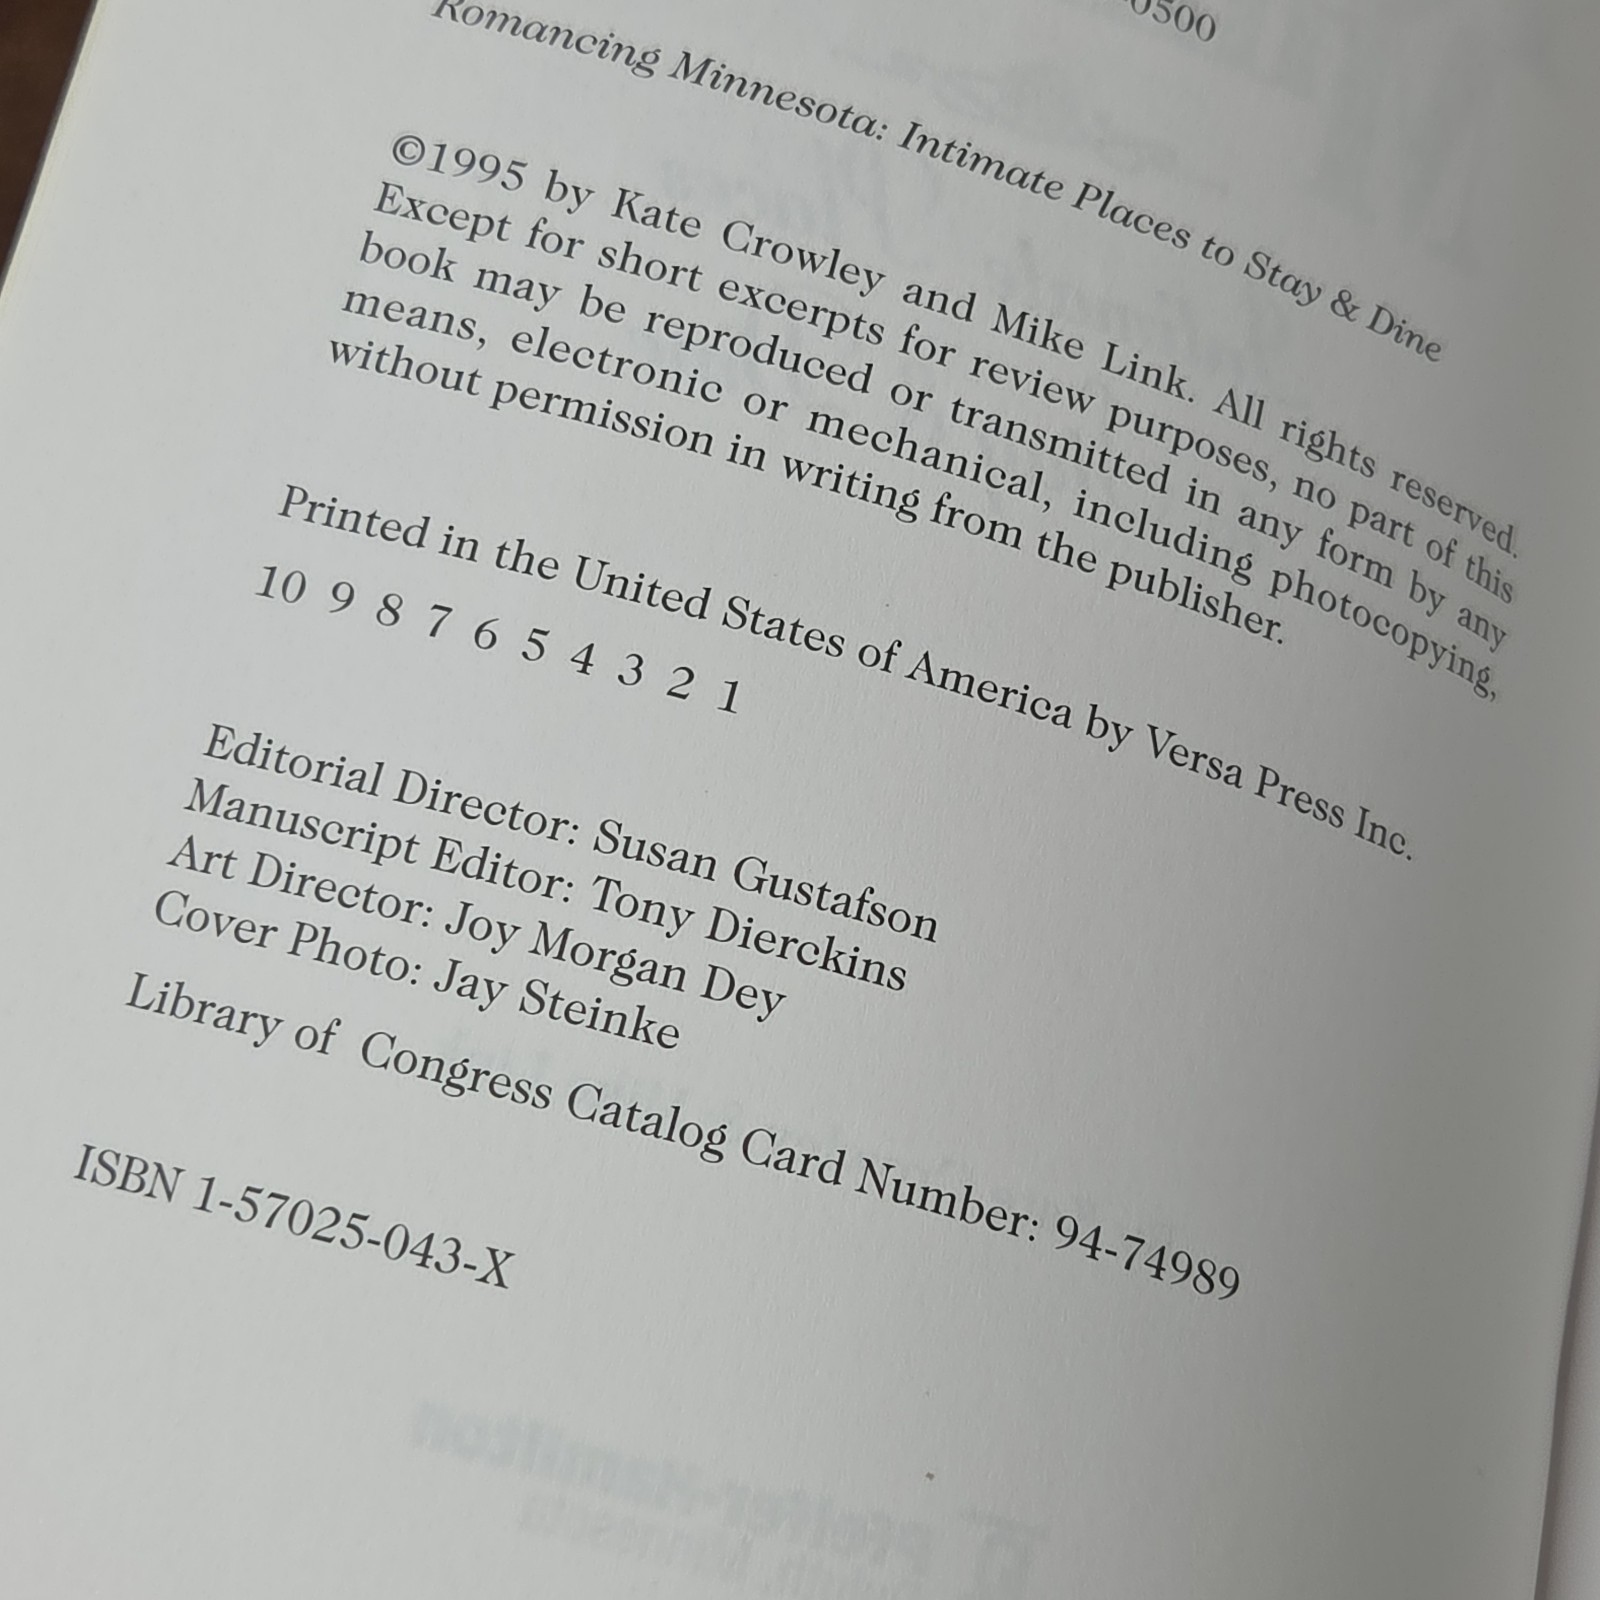 0500
Romancing Minnesota: Intimate Places to Stay & Dine
©1995 by Kate Crowley and Mike Link. All rights reserved.
Except for short excerpts for review purposes, no part of this
book may be reproduced or transmitted in any form by any
means, electronic or mechanical, including photocopying,
without permission in writing from the publisher.
Printed in the United States of America by Versa Press Inc.
10 9 8 7 6 5 4 3 2 1
Editorial Director: Susan Gustafson
Manuscript Editor: Tony Dierckins
Art Director: Joy Morgan Dey
Cover Photo: Jay Steinke
Library of Congress Catalog Card Number: 94-74989
ISBN 1-57025-043-X